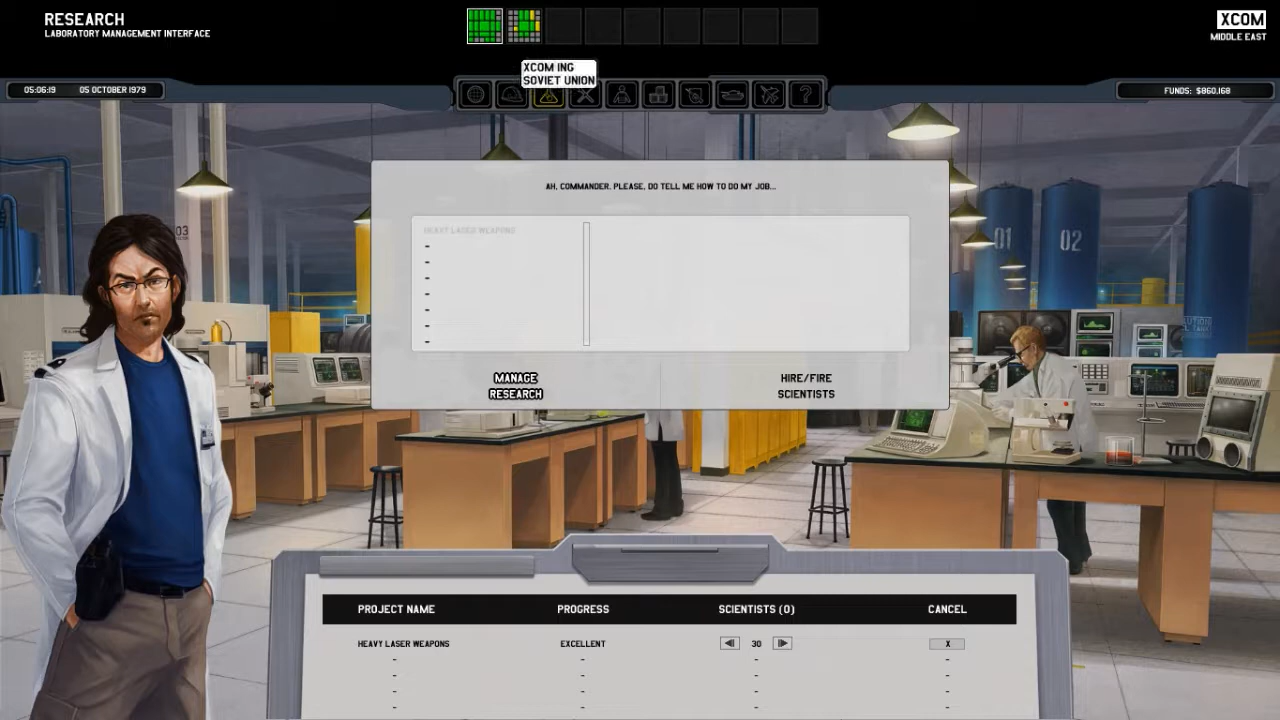 RESEARCH
LABORATORY MANAGEMENT INTERFACE
XCOM
MIDDLE EAST
XCOM ING
SOVIET UNION
05:06:19 05 OCTOBER 1979
?
FUNDS: $860,168
AH, COMMANDER. PLEASE, DO TELL ME HOW TO DO MY JOB...
HEAVY LASER WEAPONS
-
-
-
-
-
-
-
03
01
02
MANAGE
RESEARCH
HIRE/FIRE
SCIENTISTS
PROJECT NAME PROGRESS SCIENTISTS (0) CANCEL
HEAVY LASER WEAPONS EXCELLENT 30 X
- - - -
- - - -
- - - -
- - - -